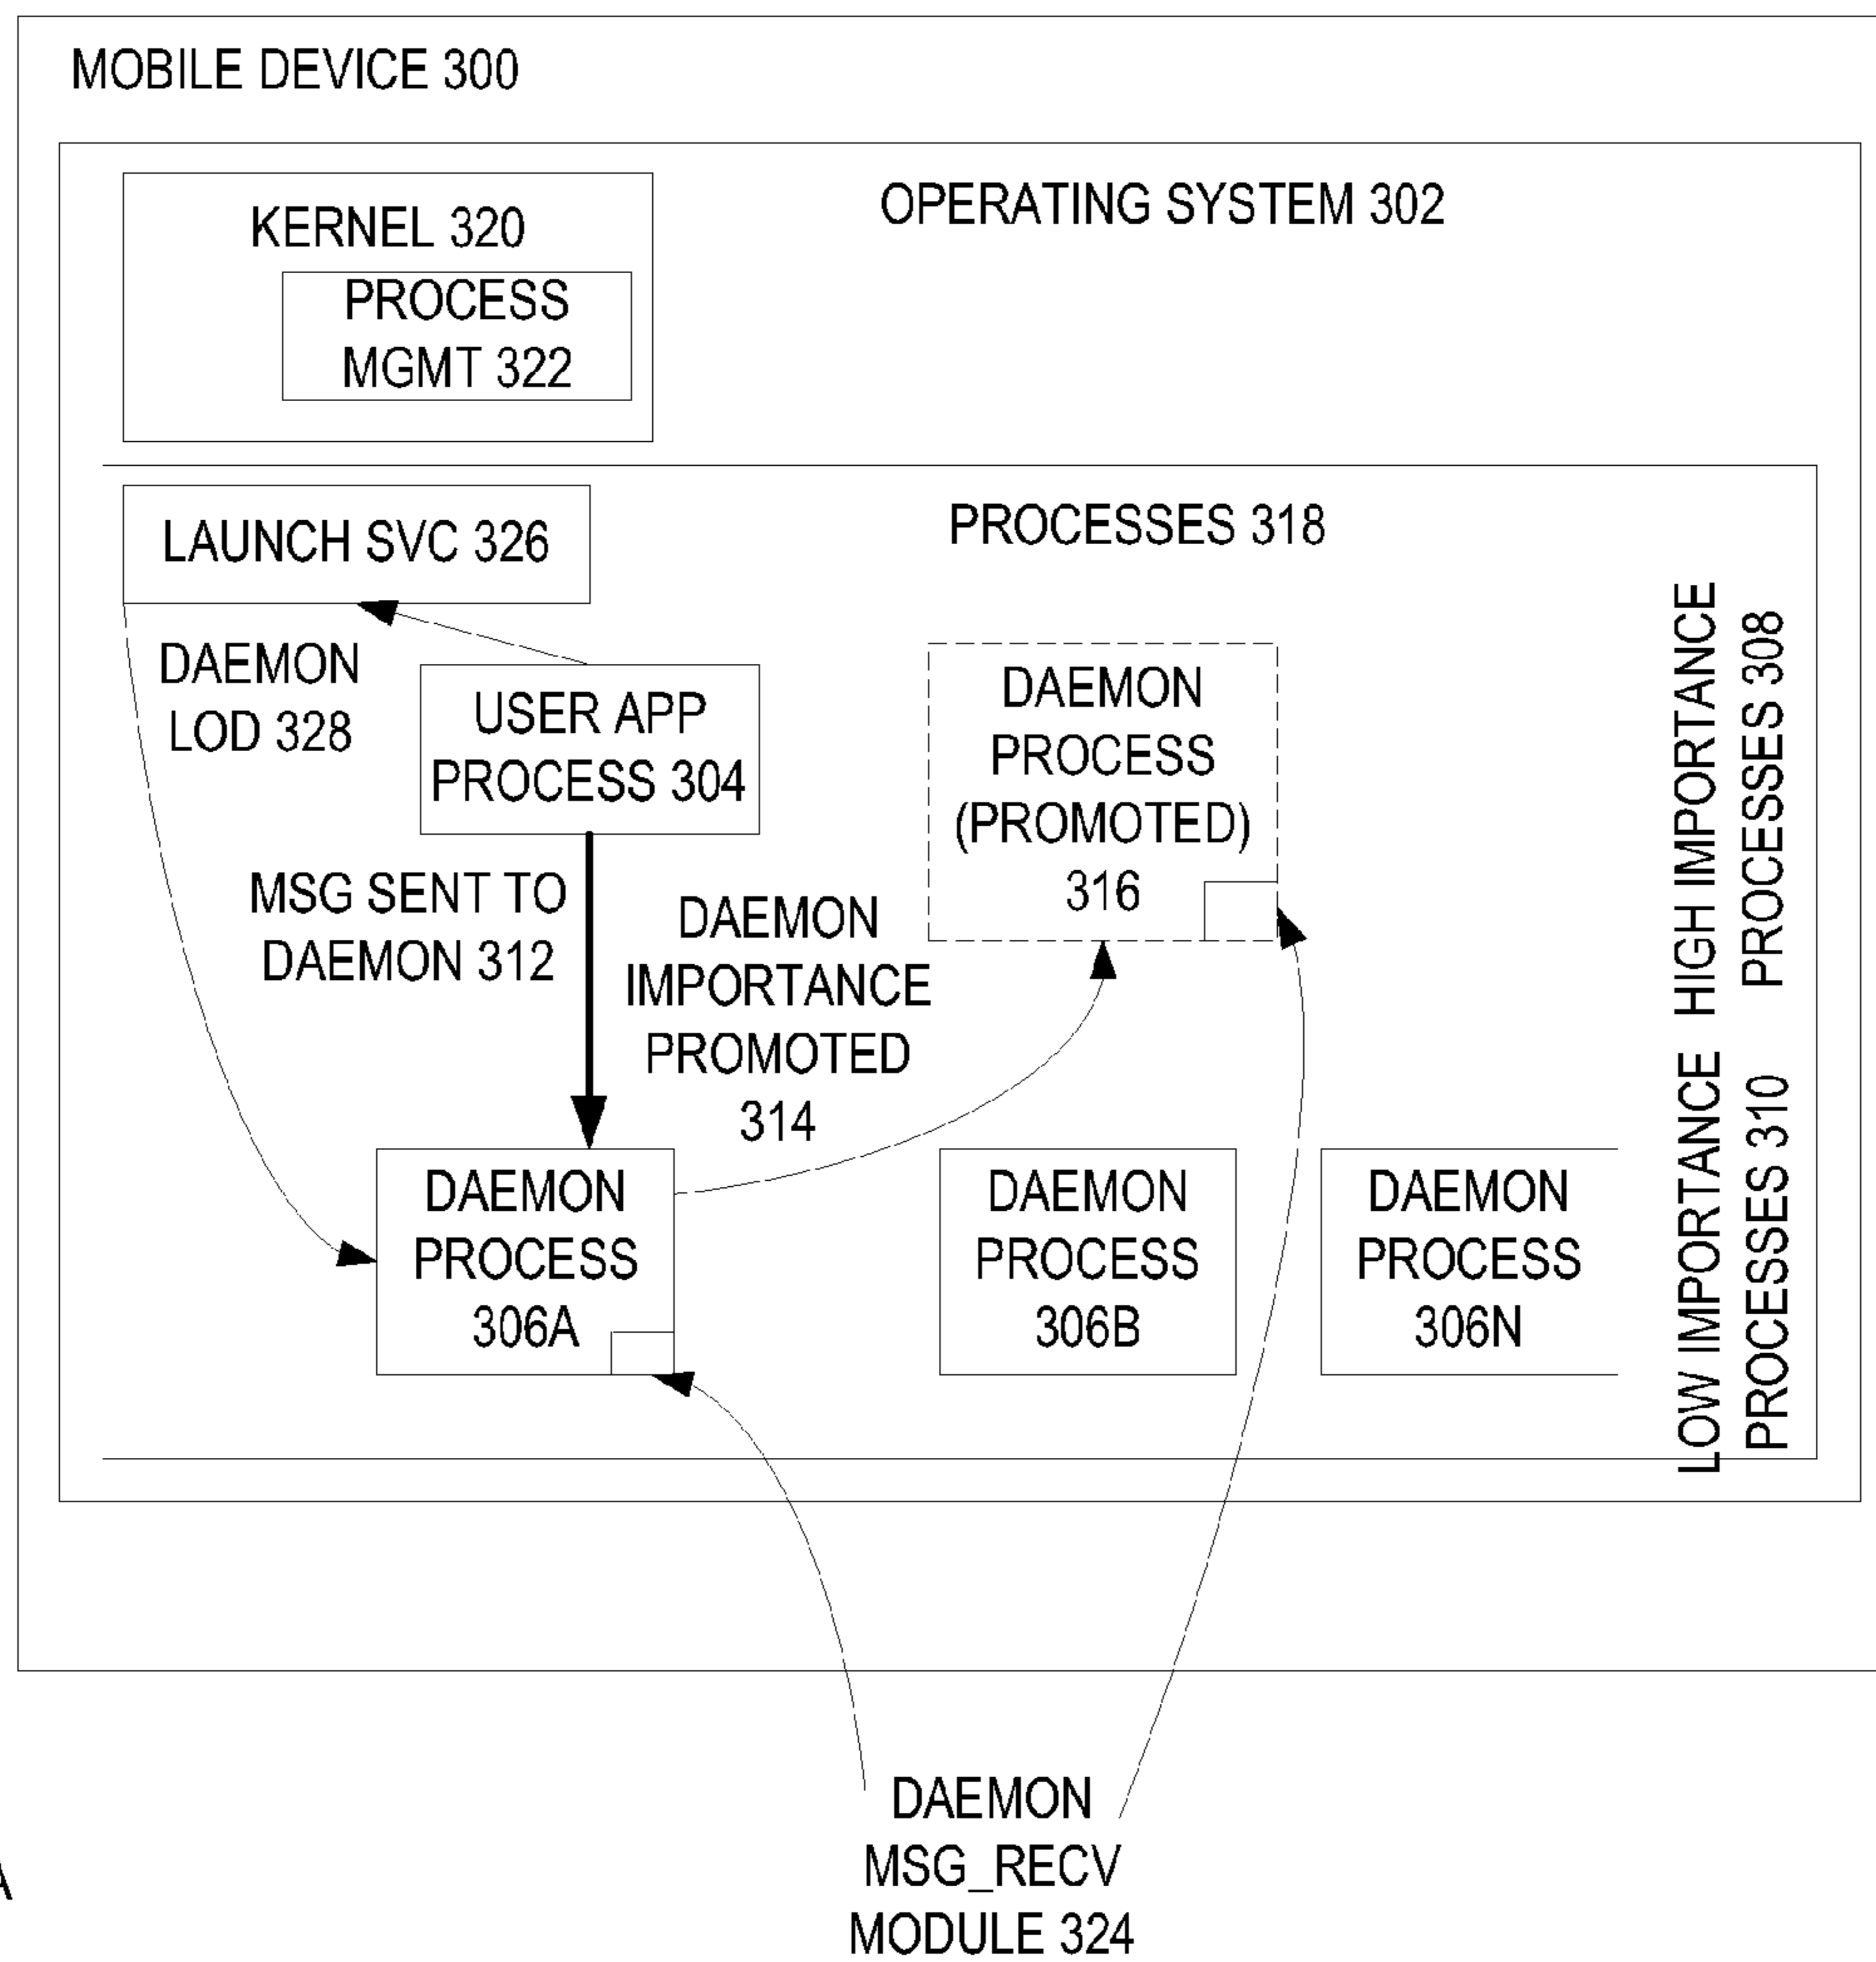 MOBILE DEVICE 300
OPERATING SYSTEM 302
KERNEL 320
PROCESS
MGMT 322
PROCESSES 318
LAUNCH SVC 326
DAEMON
LOD 328
USER APP
PROCESS 304
DAEMON
PROCESS
(PROMOTED)
316
HIGH IMPORTANCE
PROCESSES 308
MSG SENT TO
DAEMON 312
DAEMON
IMPORTANCE
PROMOTED
314
DAEMON
PROCESS
306A
DAEMON
PROCESS
306B
DAEMON
PROCESS
306N
LOW IMPORTANCE
PROCESSES 310
DAEMON
MSG_RECV
MODULE 324